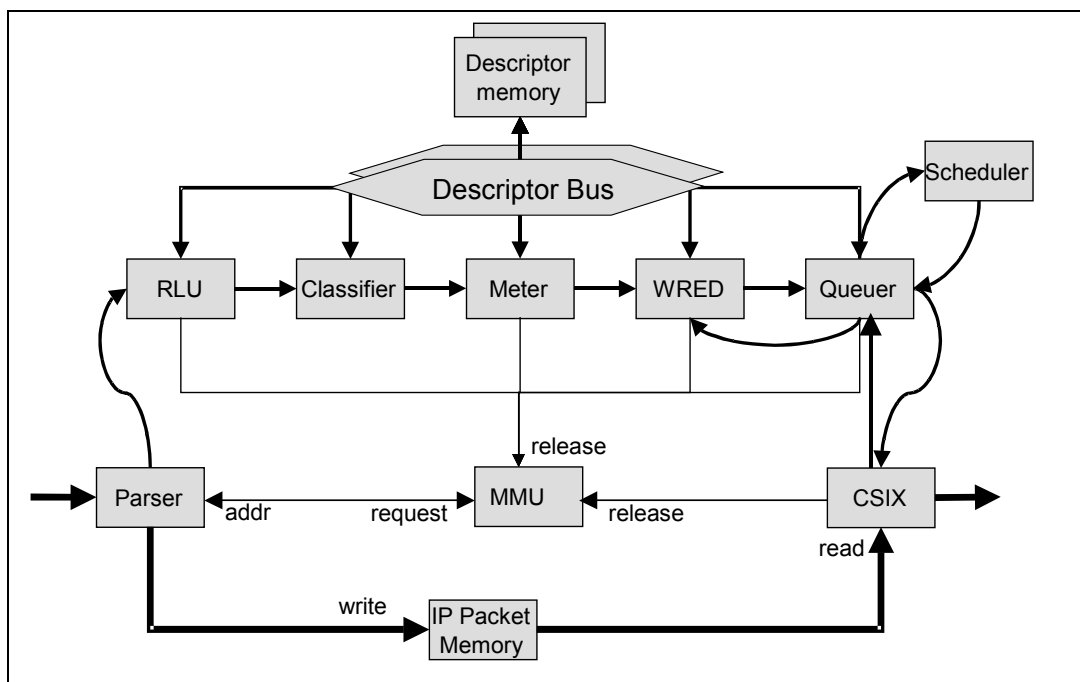 Descriptor
memory
Descriptor Bus
Scheduler
RLU
Classifier
Meter
WRED
Queuer
release
Parser
MMU
CSIX
addr
request
release
read
write
IP Packet
Memory